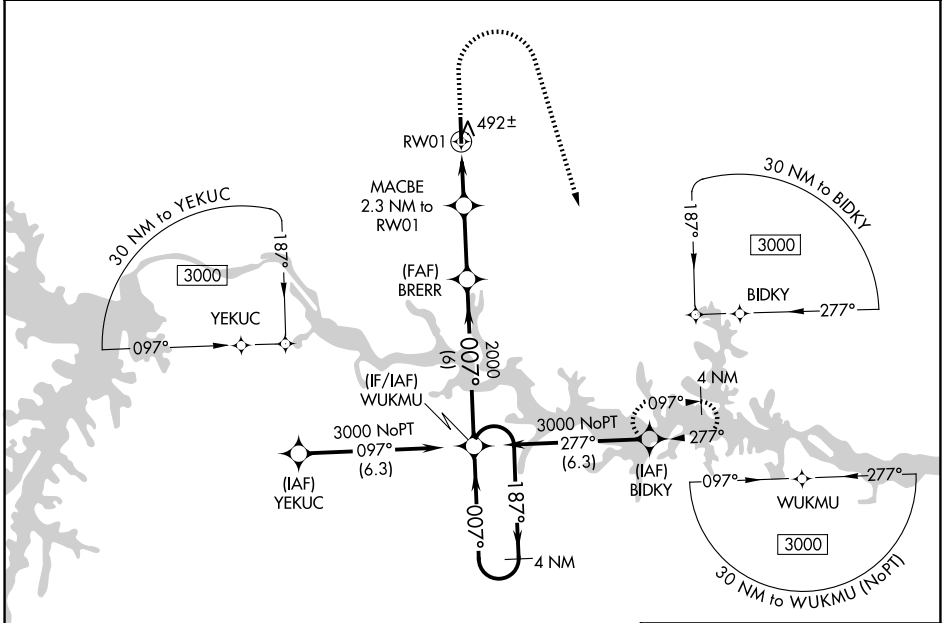 492±
RW01
MACBE
2.3 NM to
RW01
(FAF)
BRERR
2000
007°
(6)
(IF/IAF)
WUKMU
3000 NoPT
097°
(6.3)
(IAF)
YEKUC
3000 NoPT
277°
(6.3)
(IAF)
BIDKY
097°
4 NM
277°
007°
187°
4 NM
30 NM to YEKUC
187°
3000
YEKUC
097°
30 NM to BIDKY
187°
3000
BIDKY
277°
097°
277°
WUKMU
3000
30 NM to WUKMU (NoPT)